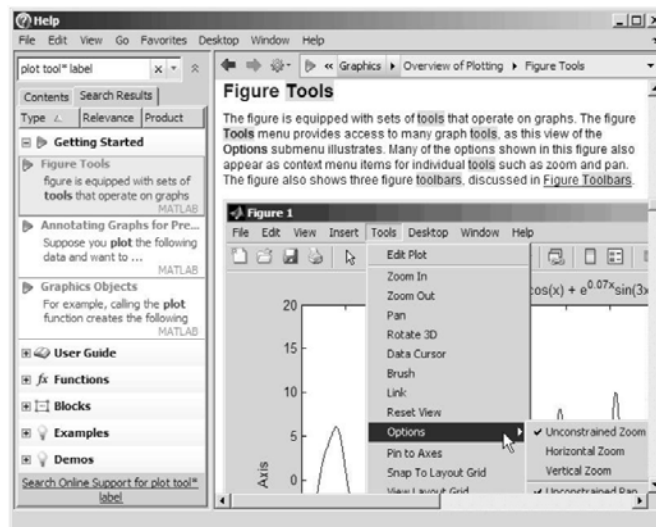 Help
File Edit View Go Favorites Desktop Window Help
plot tool* label
Contents Search Results
Type Relevance Product
Getting Started
Figure Tools
figure is equipped with sets of
tools that operate on graphs
MATLAB
Annotating Graphs for Pre...
Suppose you plot the following
data and want to ...
MATLAB
Graphics Objects
For example, calling the plot
function creates the following
MATLAB
User Guide
fx Functions
Blocks
Examples
Demos
Search Online Support for plot tool*
label
« Graphics Overview of Plotting Figure Tools
Figure Tools
The figure is equipped with sets of tools that operate on graphs. The figure
Tools menu provides access to many graph tools, as this view of the
Options submenu illustrates. Many of the options shown in this figure also
appear as context menu items for individual tools such as zoom and pan.
The figure also shows three figure toolbars, discussed in Figure Toolbars.
Figure 1
File Edit View Insert Tools Desktop Window Help
Edit Plot
Zoom In
Zoom Out
Pan
Rotate 3D
Data Cursor
Brush
Link
Reset View
Options
Pin to Axes
Snap To Layout Grid
View Layout Grid
Unconstrained Zoom
Horizontal Zoom
Vertical Zoom
Unconstrained Pan
cos(x) + e^0.07x sin(3x
20
15
10
5
0
Axis